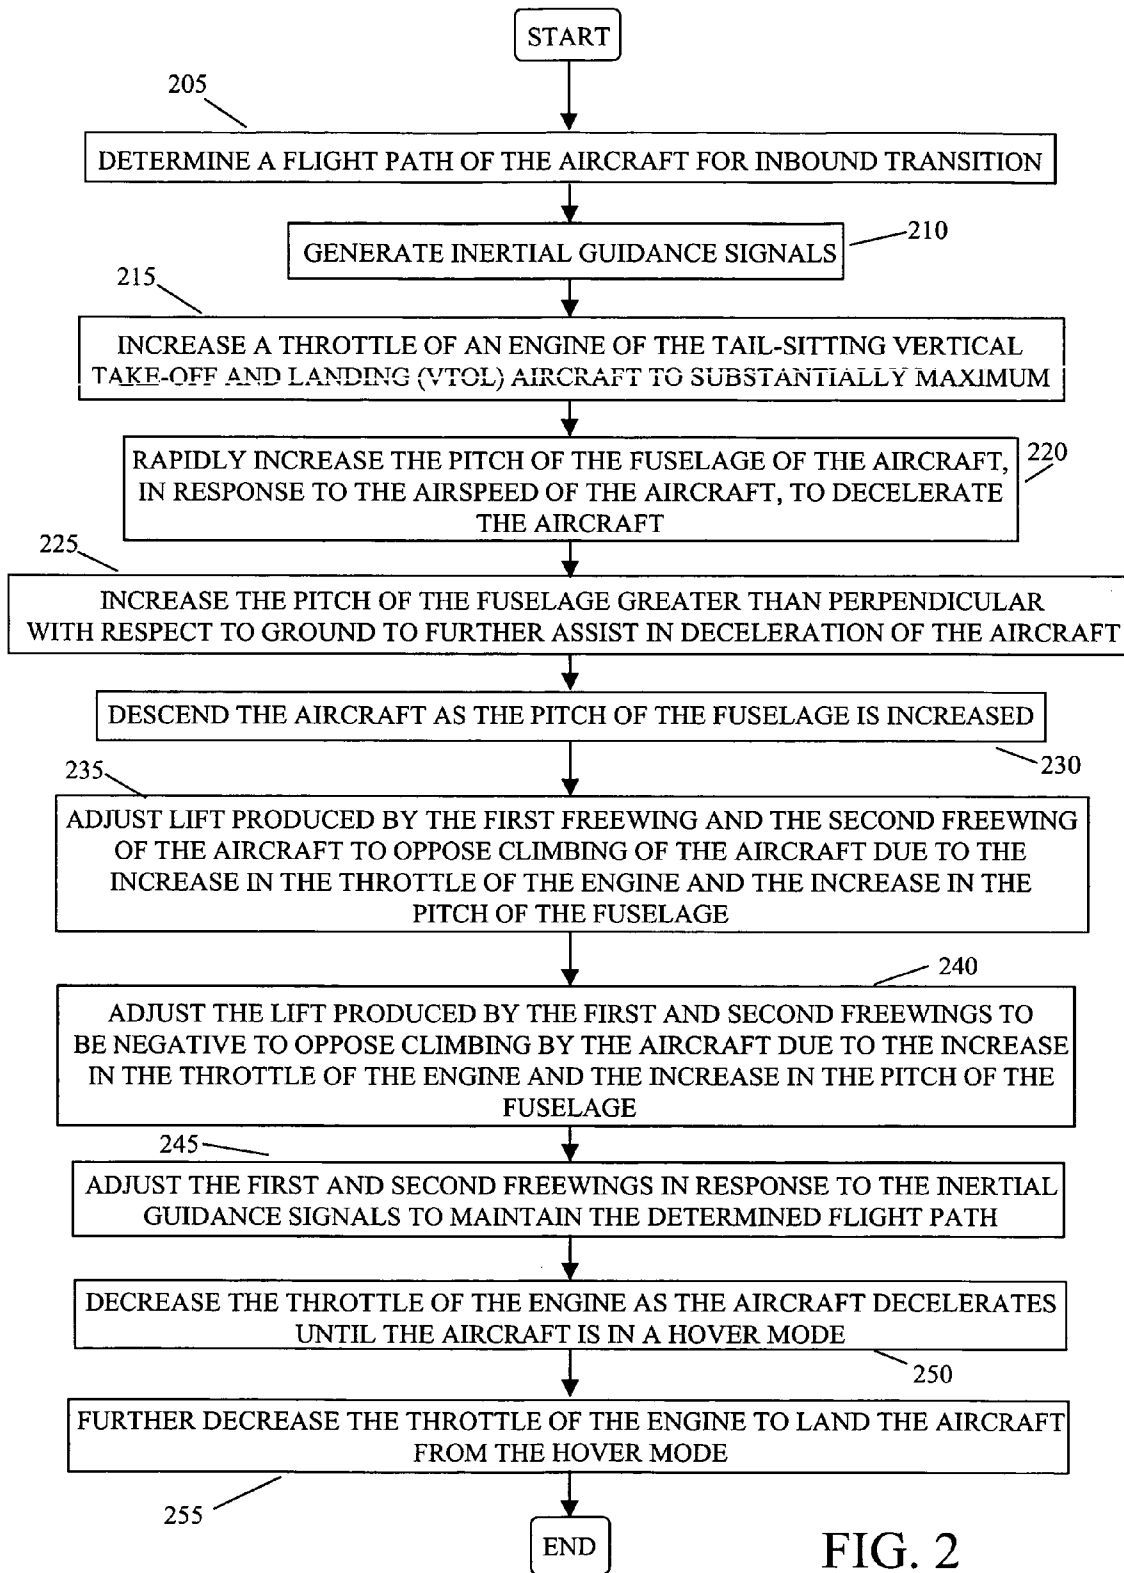 START
205
DETERMINE A FLIGHT PATH OF THE AIRCRAFT FOR INBOUND TRANSITION
210
GENERATE INERTIAL GUIDANCE SIGNALS
215
INCREASE A THROTTLE OF AN ENGINE OF THE TAIL-SITTING VERTICAL
TAKE-OFF AND LANDING (VTOL) AIRCRAFT TO SUBSTANTIALLY MAXIMUM
220
RAPIDLY INCREASE THE PITCH OF THE FUSELAGE OF THE AIRCRAFT,
IN RESPONSE TO THE AIRSPEED OF THE AIRCRAFT, TO DECELERATE
THE AIRCRAFT
225
INCREASE THE PITCH OF THE FUSELAGE GREATER THAN PERPENDICULAR
WITH RESPECT TO GROUND TO FURTHER ASSIST IN DECELERATION OF THE AIRCRAFT
DESCEND THE AIRCRAFT AS THE PITCH OF THE FUSELAGE IS INCREASED
230
235
ADJUST LIFT PRODUCED BY THE FIRST FREEWING AND THE SECOND FREEWING
OF THE AIRCRAFT TO OPPOSE CLIMBING OF THE AIRCRAFT DUE TO THE
INCREASE IN THE THROTTLE OF THE ENGINE AND THE INCREASE IN THE
PITCH OF THE FUSELAGE
240
ADJUST THE LIFT PRODUCED BY THE FIRST AND SECOND FREEWINGS TO
BE NEGATIVE TO OPPOSE CLIMBING BY THE AIRCRAFT DUE TO THE INCREASE
IN THE THROTTLE OF THE ENGINE AND THE INCREASE IN THE PITCH OF THE
FUSELAGE
245
ADJUST THE FIRST AND SECOND FREEWINGS IN RESPONSE TO THE INERTIAL
GUIDANCE SIGNALS TO MAINTAIN THE DETERMINED FLIGHT PATH
DECREASE THE THROTTLE OF THE ENGINE AS THE AIRCRAFT DECELERATES
UNTIL THE AIRCRAFT IS IN A HOVER MODE
250
FURTHER DECREASE THE THROTTLE OF THE ENGINE TO LAND THE AIRCRAFT
FROM THE HOVER MODE
255
END
FIG. 2